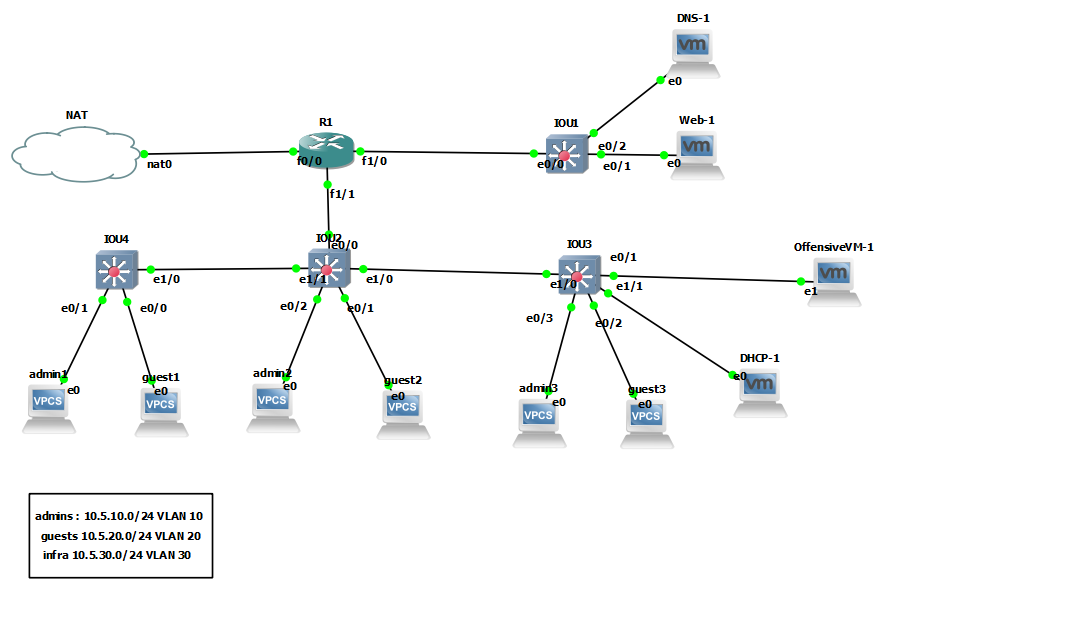 DNS-1
vm
e0
NAT
nat0
R1
f0/0
f1/0
f1/1
IOU1
e0/0
e0/2
e0/1
Web-1
vm
e0
IOU4
e1/0
e0/1
e0/0
IOU2
e0/0
e1/1
e1/0
e0/2
e0/1
IOU3
e0/1
e1/0
e1/1
e0/3
e0/2
OffensiveVM-1
vm
e1
DHCP-1
e0
vm
admin1
e0
VPCS
guest1
e0
VPCS
admin2
e0
VPCS
guest2
e0
VPCS
admin3
e0
VPCS
guest3
e0
VPCS
admins : 10.5.10.0/24 VLAN 10
guests 10.5.20.0/24 VLAN 20
infra 10.5.30.0/24 VLAN 30